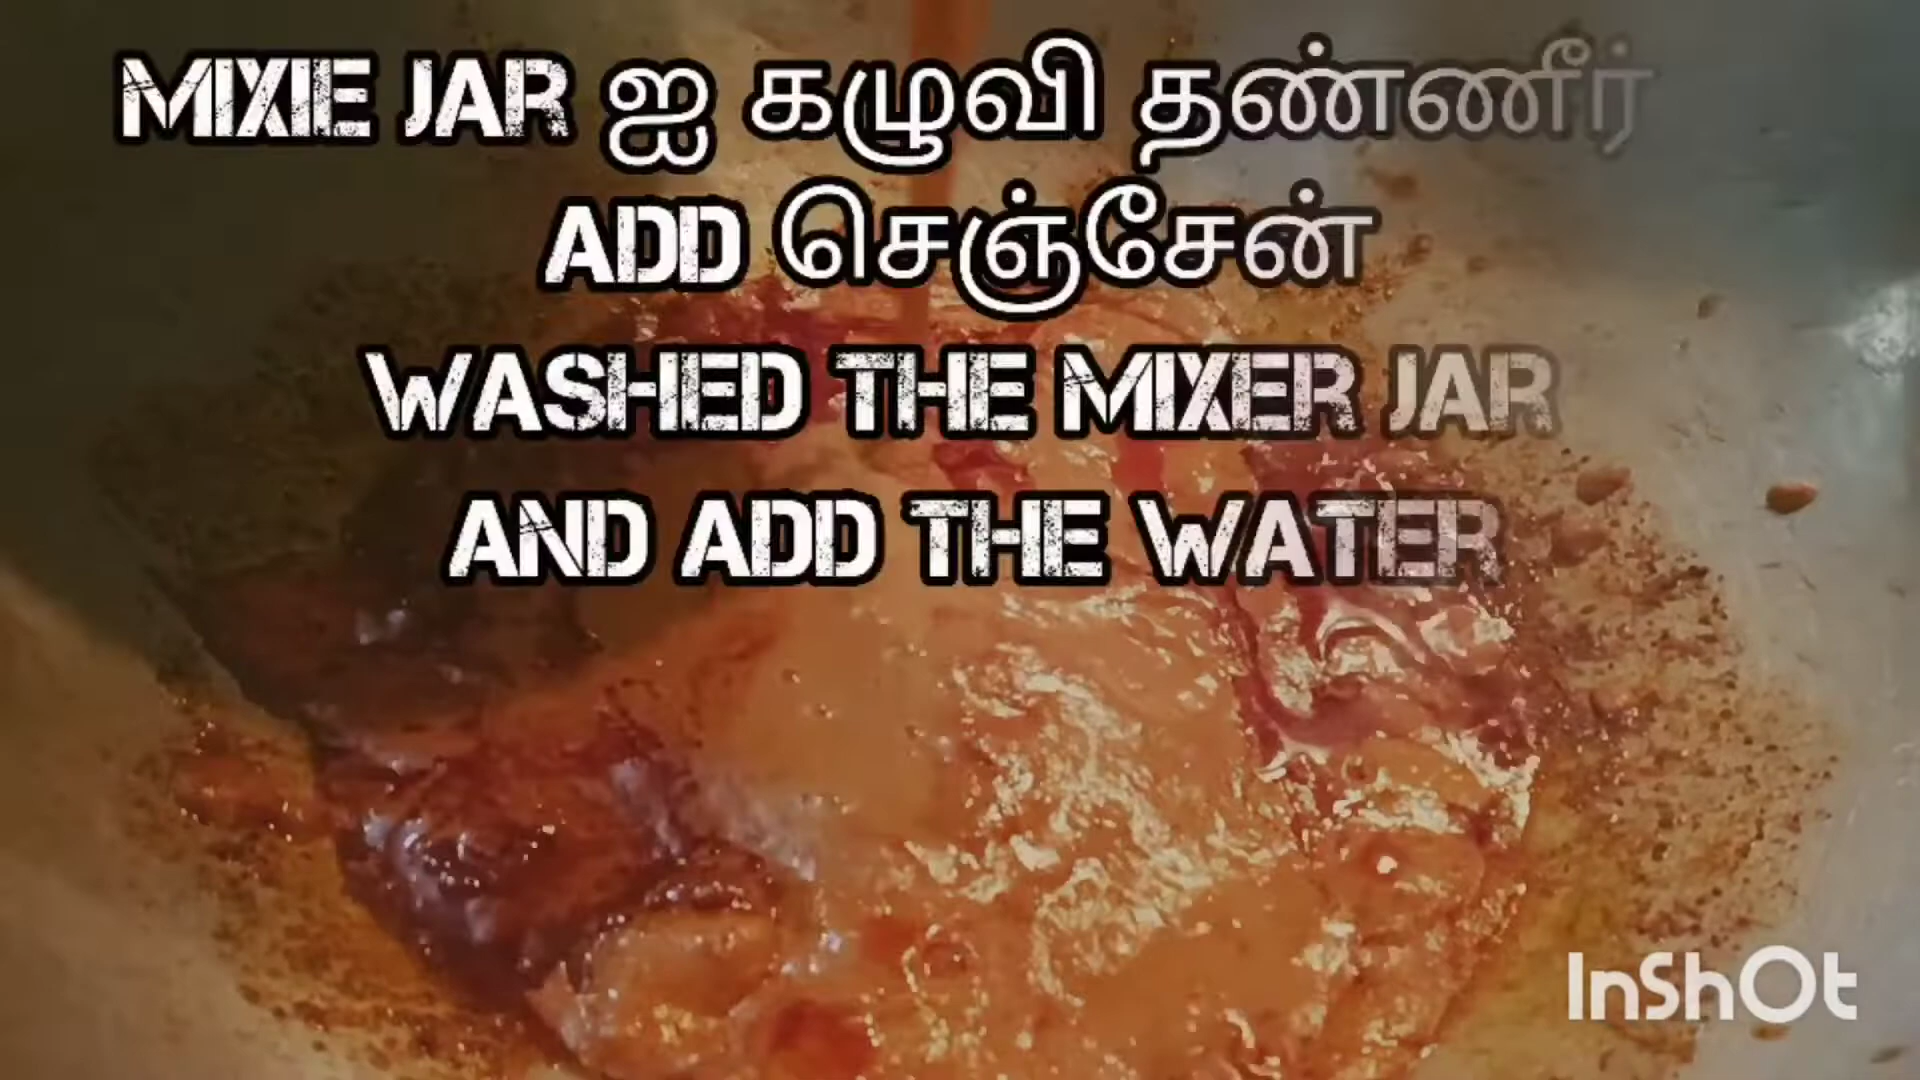 MIXIE JAR ஐ கழுவி தண்ணீர்
ADD செஞ்சேன்
WASHED THE MIXER JAR
AND ADD THE WATER
InShOt